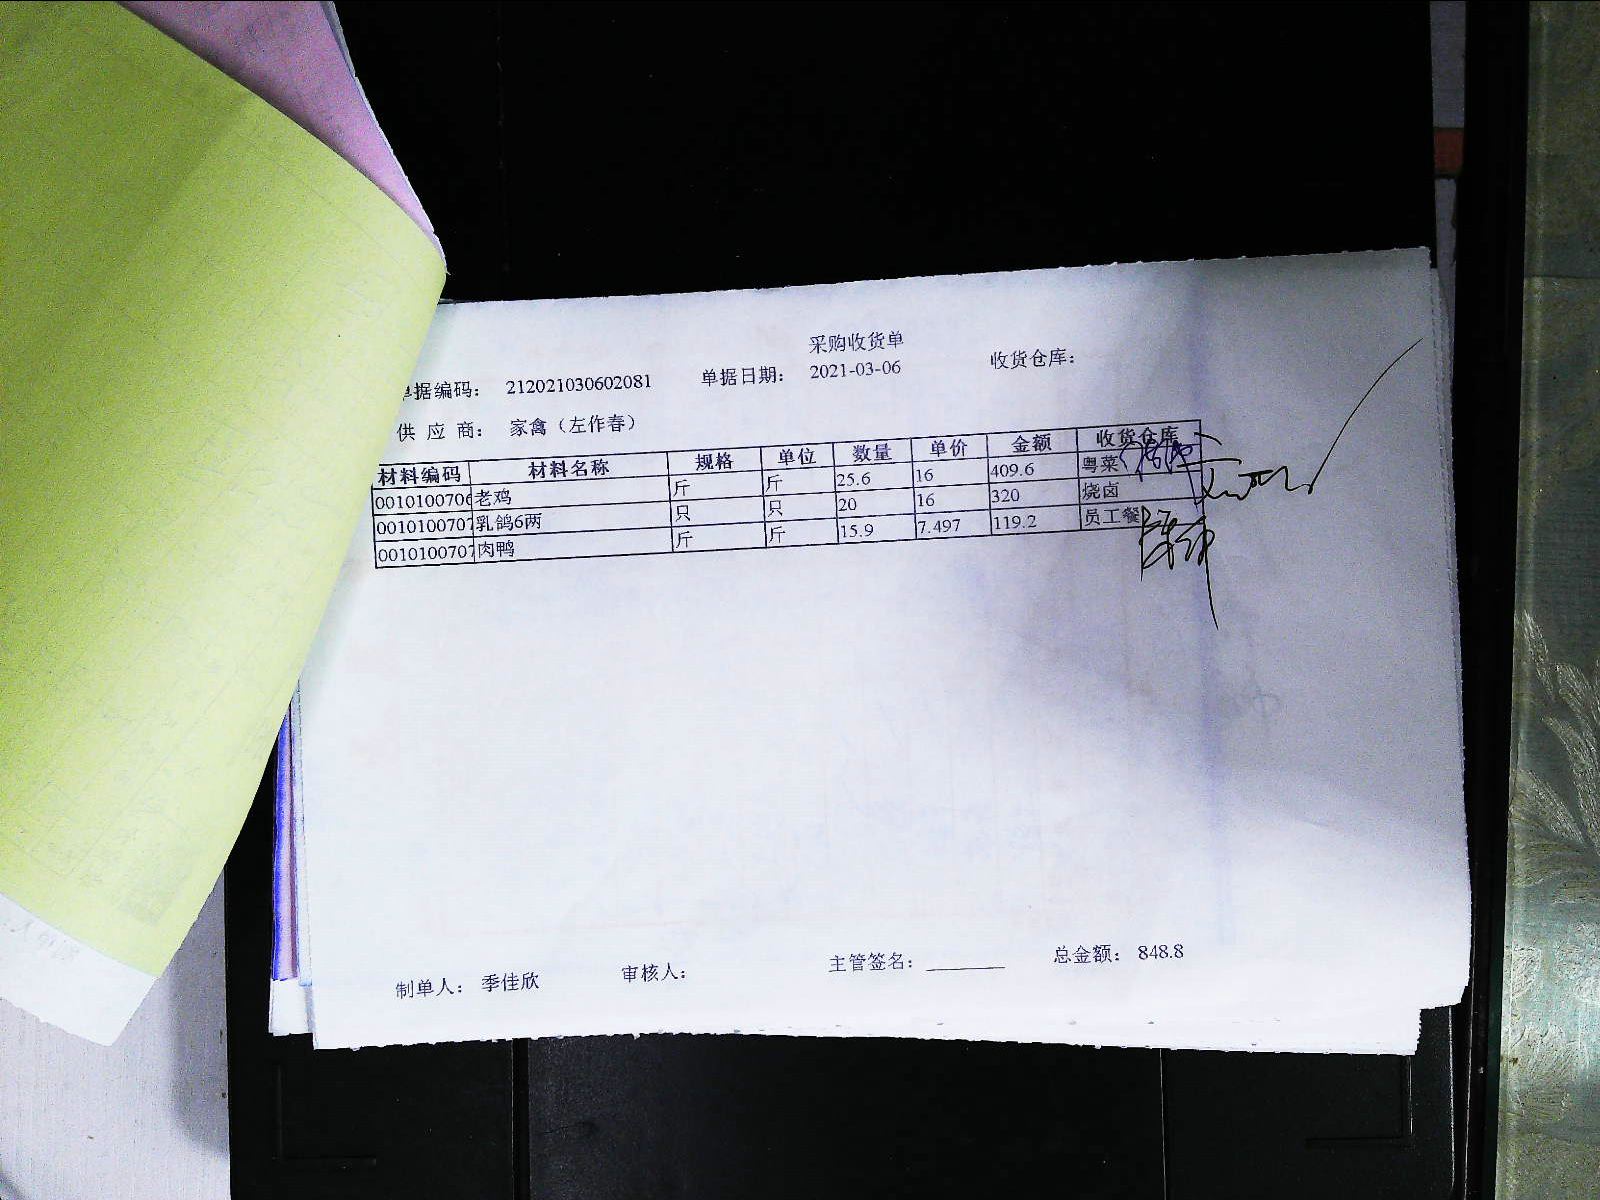 采购收货单
单据编码： 212021030602081 单据日期： 2021-03-06 收货仓库：
供 应 商： 家禽（左作春）
材料编码 材料名称 规格 单位 数量 单价 金额 收货仓库
0010100706 老鸡 斤 斤 25.6 16 409.6 粤菜
0010100707 乳鸽6两 只 只 20 16 320 烧卤
0010100707 肉鸭 斤 斤 15.9 7.497 119.2 员工餐
制单人： 季佳欣 审核人： 主管签名： 总金额： 848.8